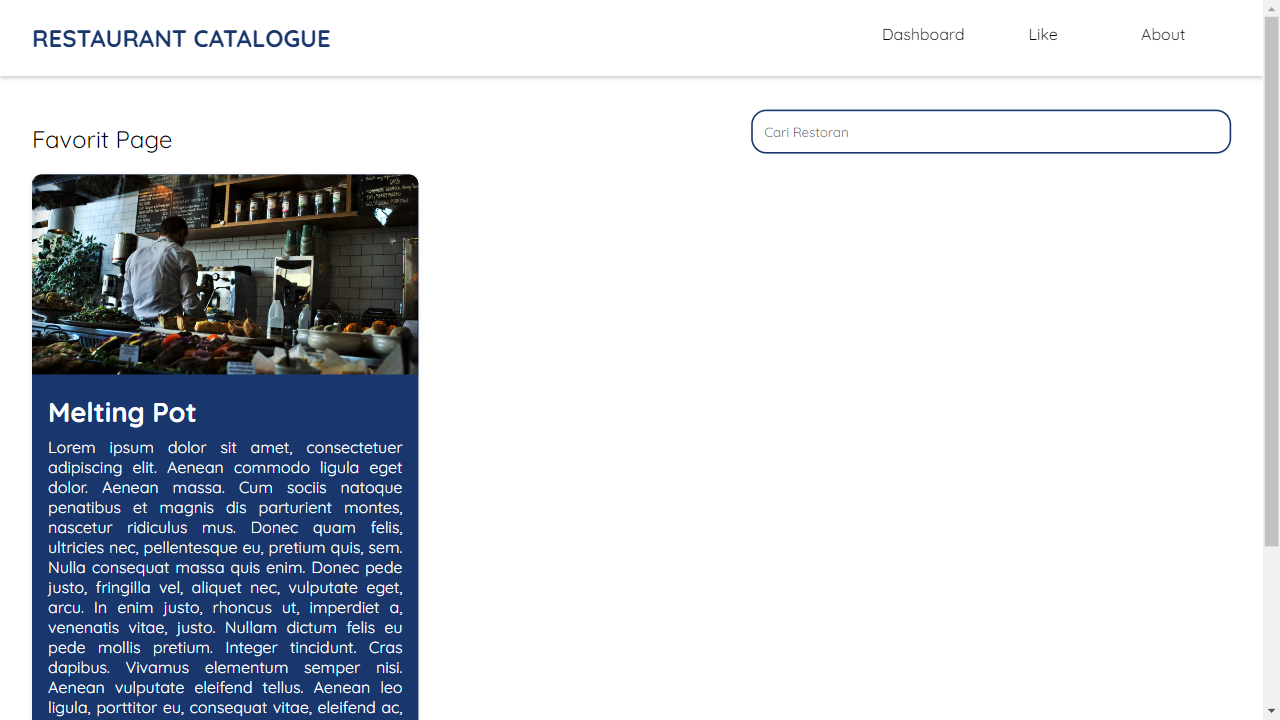 RESTAURANT CATALOGUE
Dashboard Like About
Favorit Page
Cari Restoran
Melting Pot
Lorem ipsum dolor sit amet, consectetuer
adipiscing elit. Aenean commodo ligula eget
dolor. Aenean massa. Cum sociis natoque
penatibus et magnis dis parturient montes,
nascetur ridiculus mus. Donec quam felis,
ultricies nec, pellentesque eu, pretium quis, sem.
Nulla consequat massa quis enim. Donec pede
justo, fringilla vel, aliquet nec, vulputate eget,
arcu. In enim justo, rhoncus ut, imperdiet a,
venenatis vitae, justo. Nullam dictum felis eu
pede mollis pretium. Integer tincidunt. Cras
dapibus. Vivamus elementum semper nisi.
Aenean vulputate eleifend tellus. Aenean leo
ligula, porttitor eu, consequat vitae, eleifend ac,